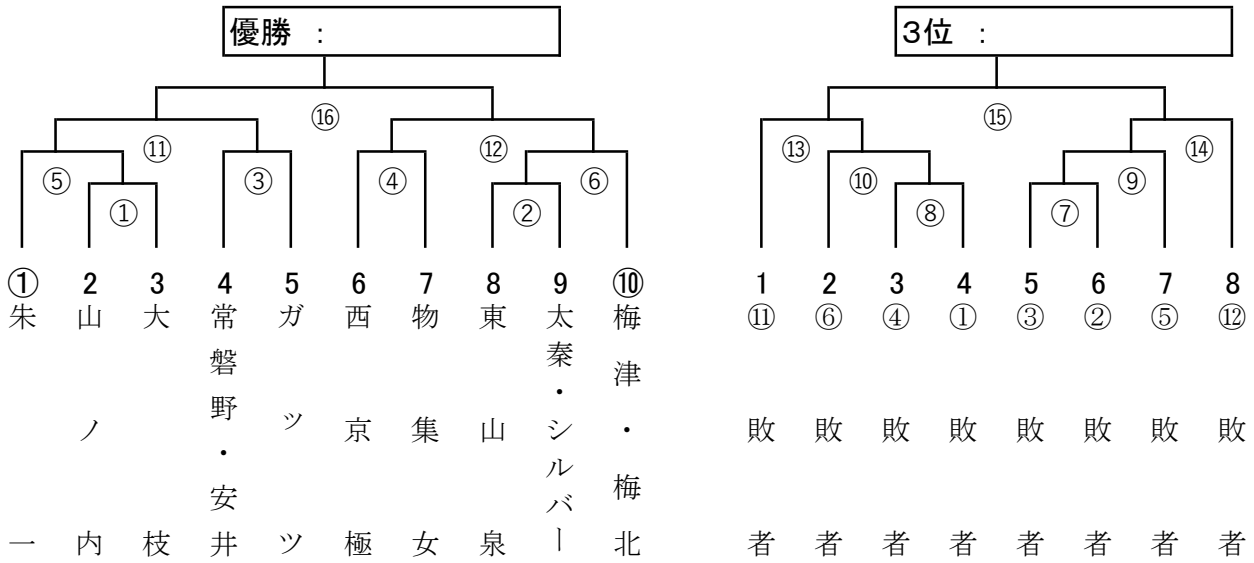 優勝 :
3位 :
⑯
⑮
⑪
⑫
⑬
⑭
⑤
③
④
⑥
⑩
⑨
①
②
⑧
⑦
① 2 3 4 5 6 7 8 9 ⑩
朱一
山ノ内
大枝
常磐野・安井
ガッツ
西京極
物集女
東山泉
太秦・シルバー
梅津・梅北
1 2 3 4 5 6 7 8
⑪敗者
⑥敗者
④敗者
①敗者
③敗者
②敗者
⑤敗者
⑫敗者